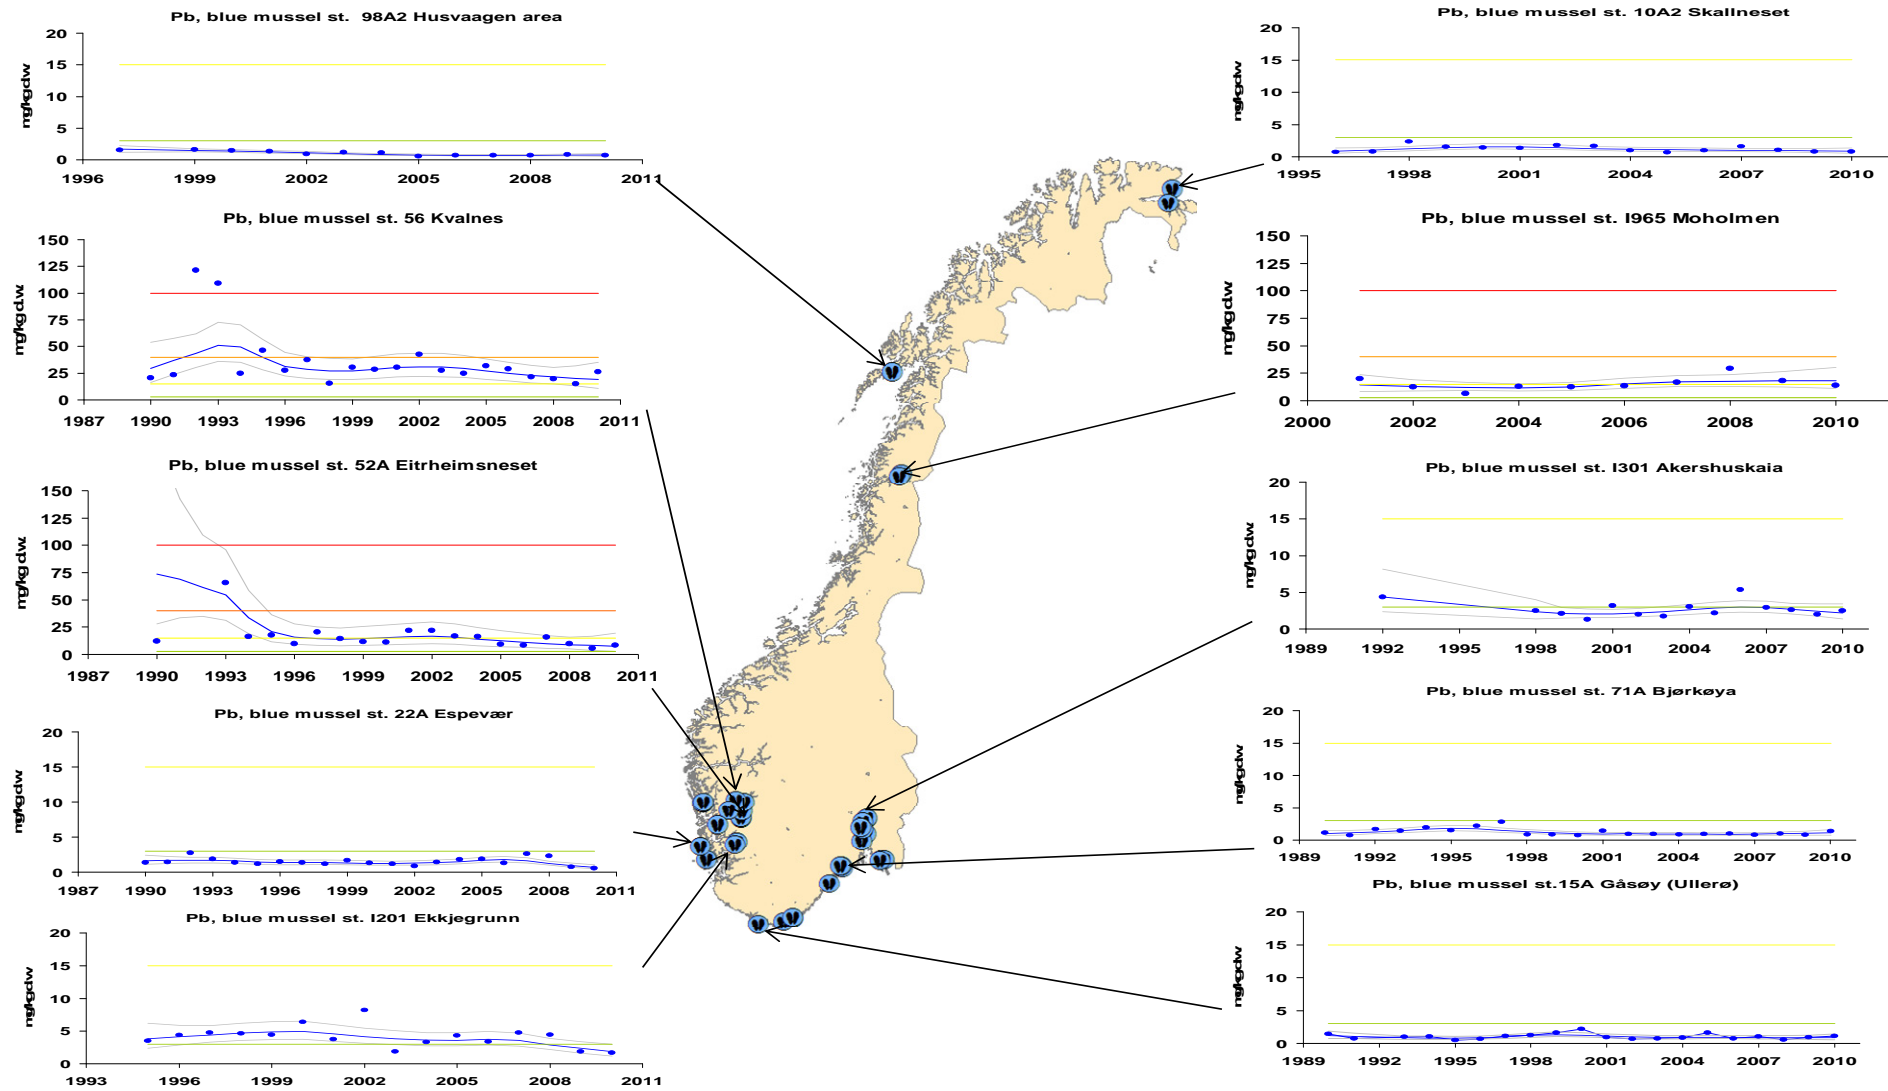 Pb, blue mussel st. 98A2 Husvaagen area
20
15
10
5
0
mg/kg d.w.
1996 1999 2002 2005 2008 2011
Pb, blue mussel st. 56 Kvalnes
150
125
100
75
50
25
0
mg/kg d.w.
1987 1990 1993 1996 1999 2002 2005 2008 2011
Pb, blue mussel st. 52A Eitrheimsneset
150
125
100
75
50
25
0
mg/kg d.w.
1987 1990 1993 1996 1999 2002 2005 2008 2011
Pb, blue mussel st. 22A Espevær
20
15
10
5
0
mg/kg d.w.
1987 1990 1993 1996 1999 2002 2005 2008 2011
Pb, blue mussel st. I201 Ekkjegrunn
20
15
10
5
0
mg/kg d.w.
1993 1996 1999 2002 2005 2008 2011
Pb, blue mussel st. 10A2 Skallneset
20
15
10
5
0
mg/kg d.w.
1995 1998 2001 2004 2007 2010
Pb, blue mussel st. I965 Moholmen
150
125
100
75
50
25
0
mg/kg d.w.
2000 2002 2004 2006 2008 2010
Pb, blue mussel st. I301 Akershuskaia
20
15
10
5
0
mg/kg d.w.
1989 1992 1995 1998 2001 2004 2007 2010
Pb, blue mussel st. 71A Bjørkøya
20
15
10
5
0
mg/kg d.w.
1989 1992 1995 1998 2001 2004 2007 2010
Pb, blue mussel st.15A Gåsøy (Ullerø)
20
15
10
5
0
mg/kg d.w.
1989 1992 1995 1998 2001 2004 2007 2010